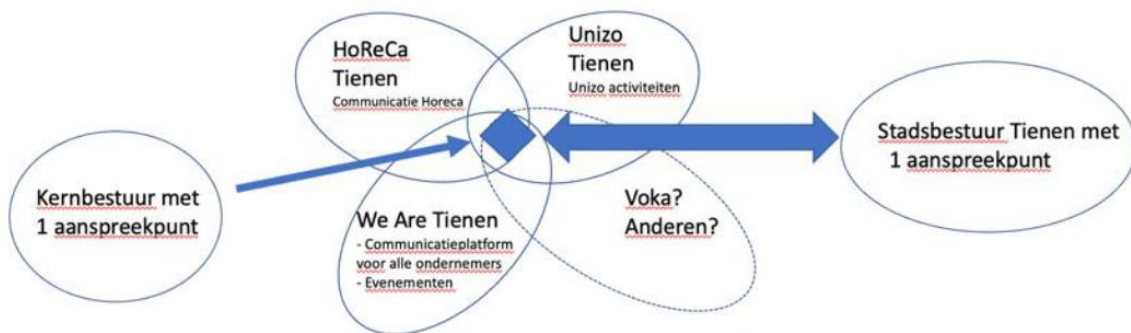 HoReCa
Tienen
Communicatie Horeca
Unizo
Tienen
Unizo activiteiten
Kernbestuur met
1 aanspreekpunt
We Are Tienen
- Communicatieplatform
voor alle ondernemers
- Evenementen
Voka?
Anderen?
Stadsbestuur Tienen met
1 aanspreekpunt